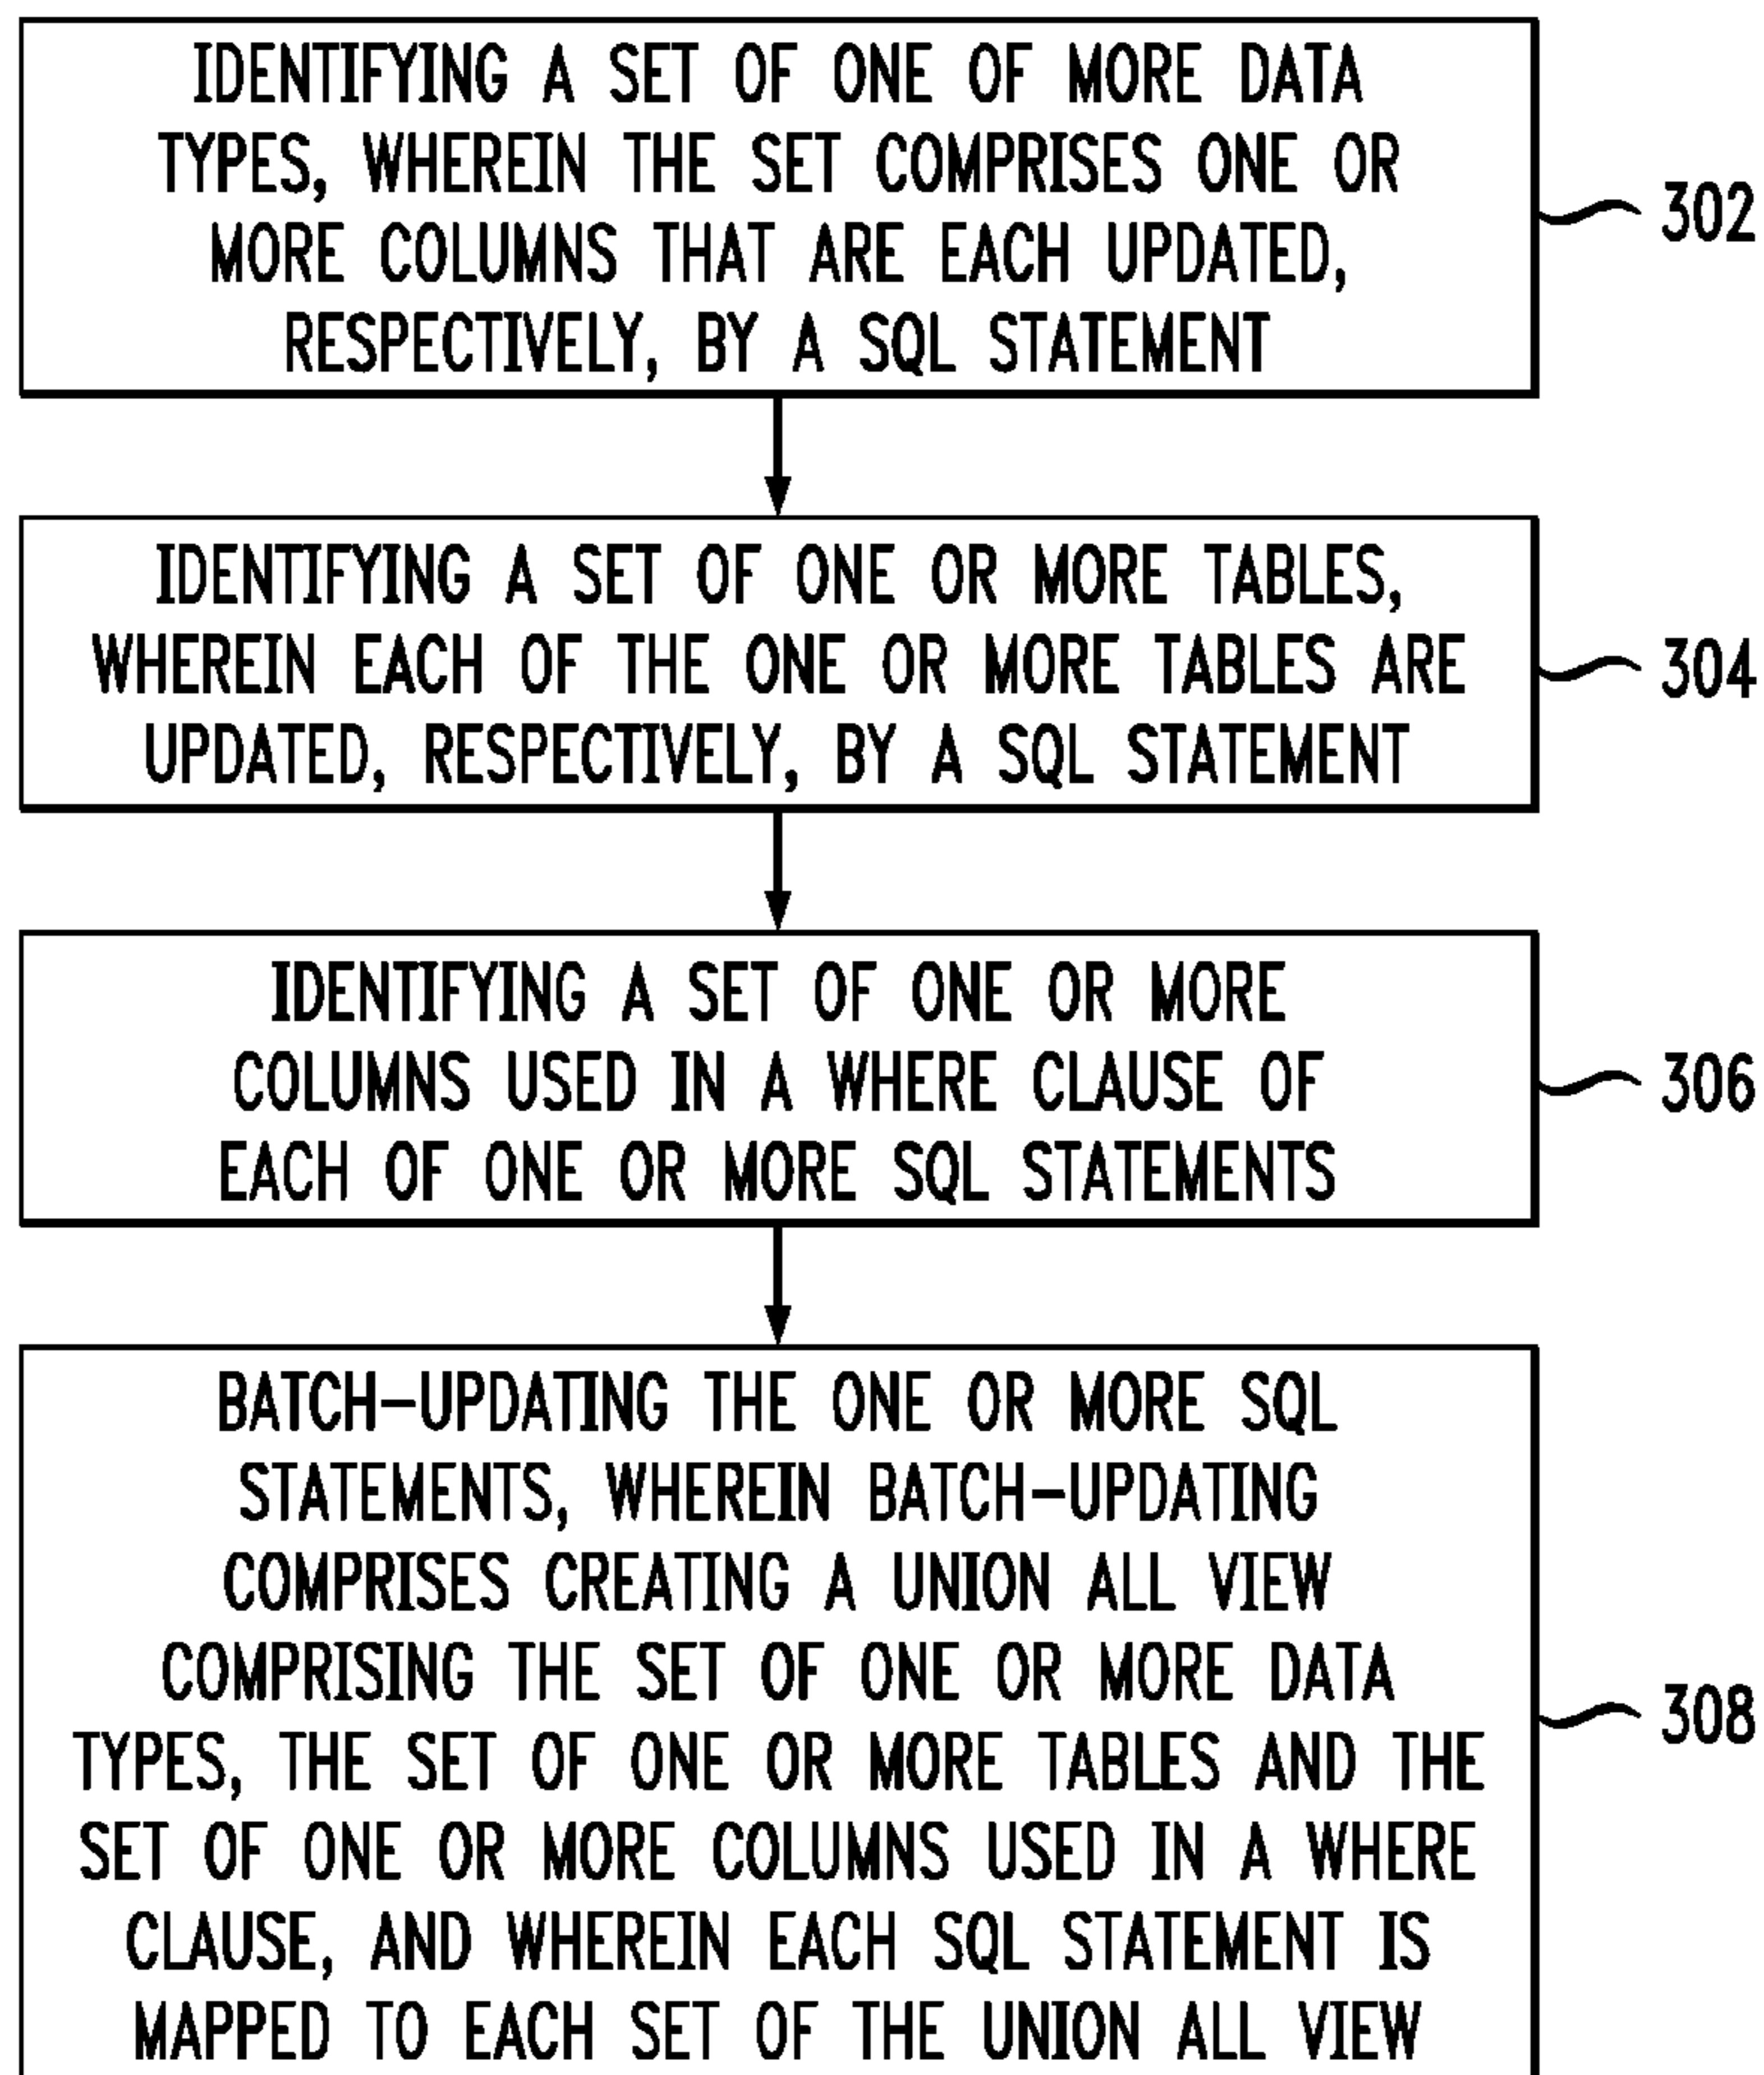 IDENTIFYING A SET OF ONE OF MORE DATA
TYPES, WHEREIN THE SET COMPRISES ONE OR
MORE COLUMNS THAT ARE EACH UPDATED,
RESPECTIVELY, BY A SQL STATEMENT
302
IDENTIFYING A SET OF ONE OR MORE TABLES,
WHEREIN EACH OF THE ONE OR MORE TABLES ARE
UPDATED, RESPECTIVELY, BY A SQL STATEMENT
304
IDENTIFYING A SET OF ONE OR MORE
COLUMNS USED IN A WHERE CLAUSE OF
EACH OF ONE OR MORE SQL STATEMENTS
306
BATCH-UPDATING THE ONE OR MORE SQL
STATEMENTS, WHEREIN BATCH-UPDATING
COMPRISES CREATING A UNION ALL VIEW
COMPRISING THE SET OF ONE OR MORE DATA
TYPES, THE SET OF ONE OR MORE TABLES AND THE
SET OF ONE OR MORE COLUMNS USED IN A WHERE
CLAUSE, AND WHEREIN EACH SQL STATEMENT IS
MAPPED TO EACH SET OF THE UNION ALL VIEW
308